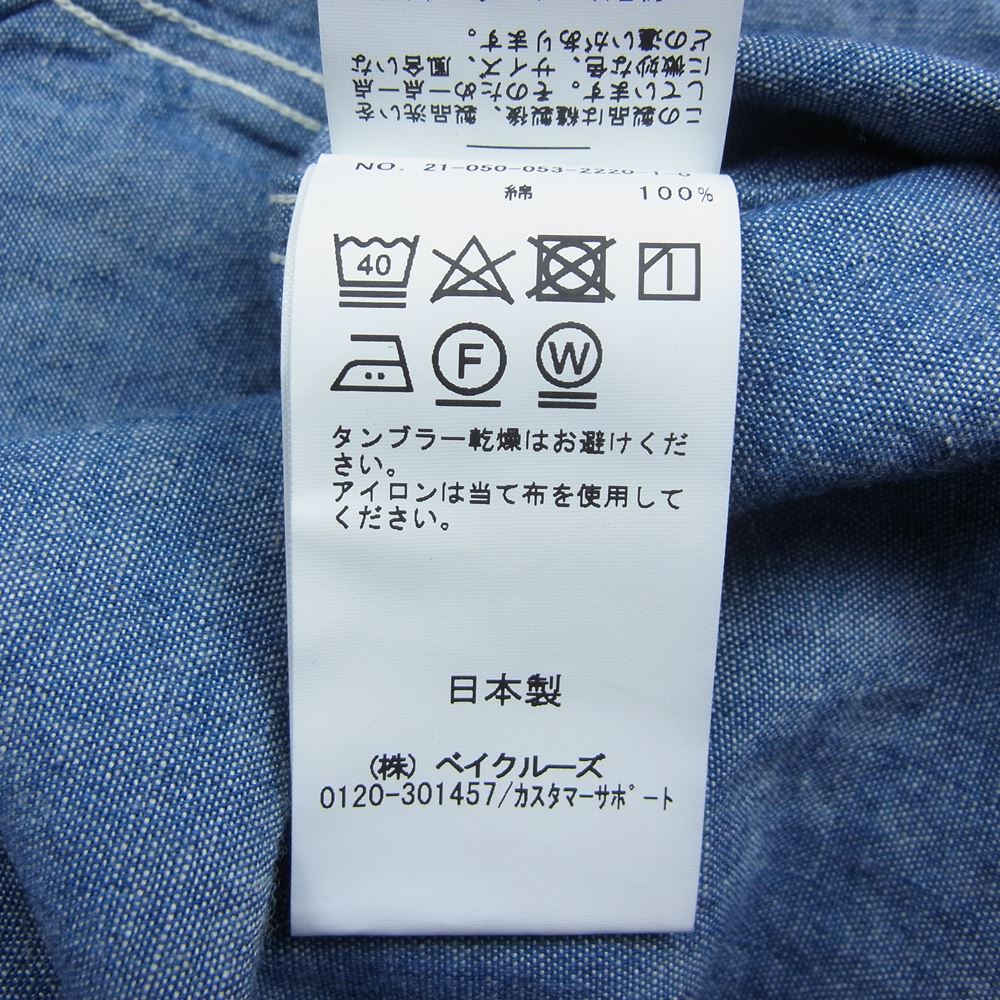 この製品は縫製後、製品洗いを
しています。そのため一点一点
に微妙な色、サイズ、風合いな
どの違いがあります。
NO. 21-050-053-2220-1-0
綿 100%
40
F W
タンブラー乾燥はお避けくだ
さい。
アイロンは当て布を使用して
ください。
日本製
(株) ベイクルーズ
0120-301457/カスタマーサポート